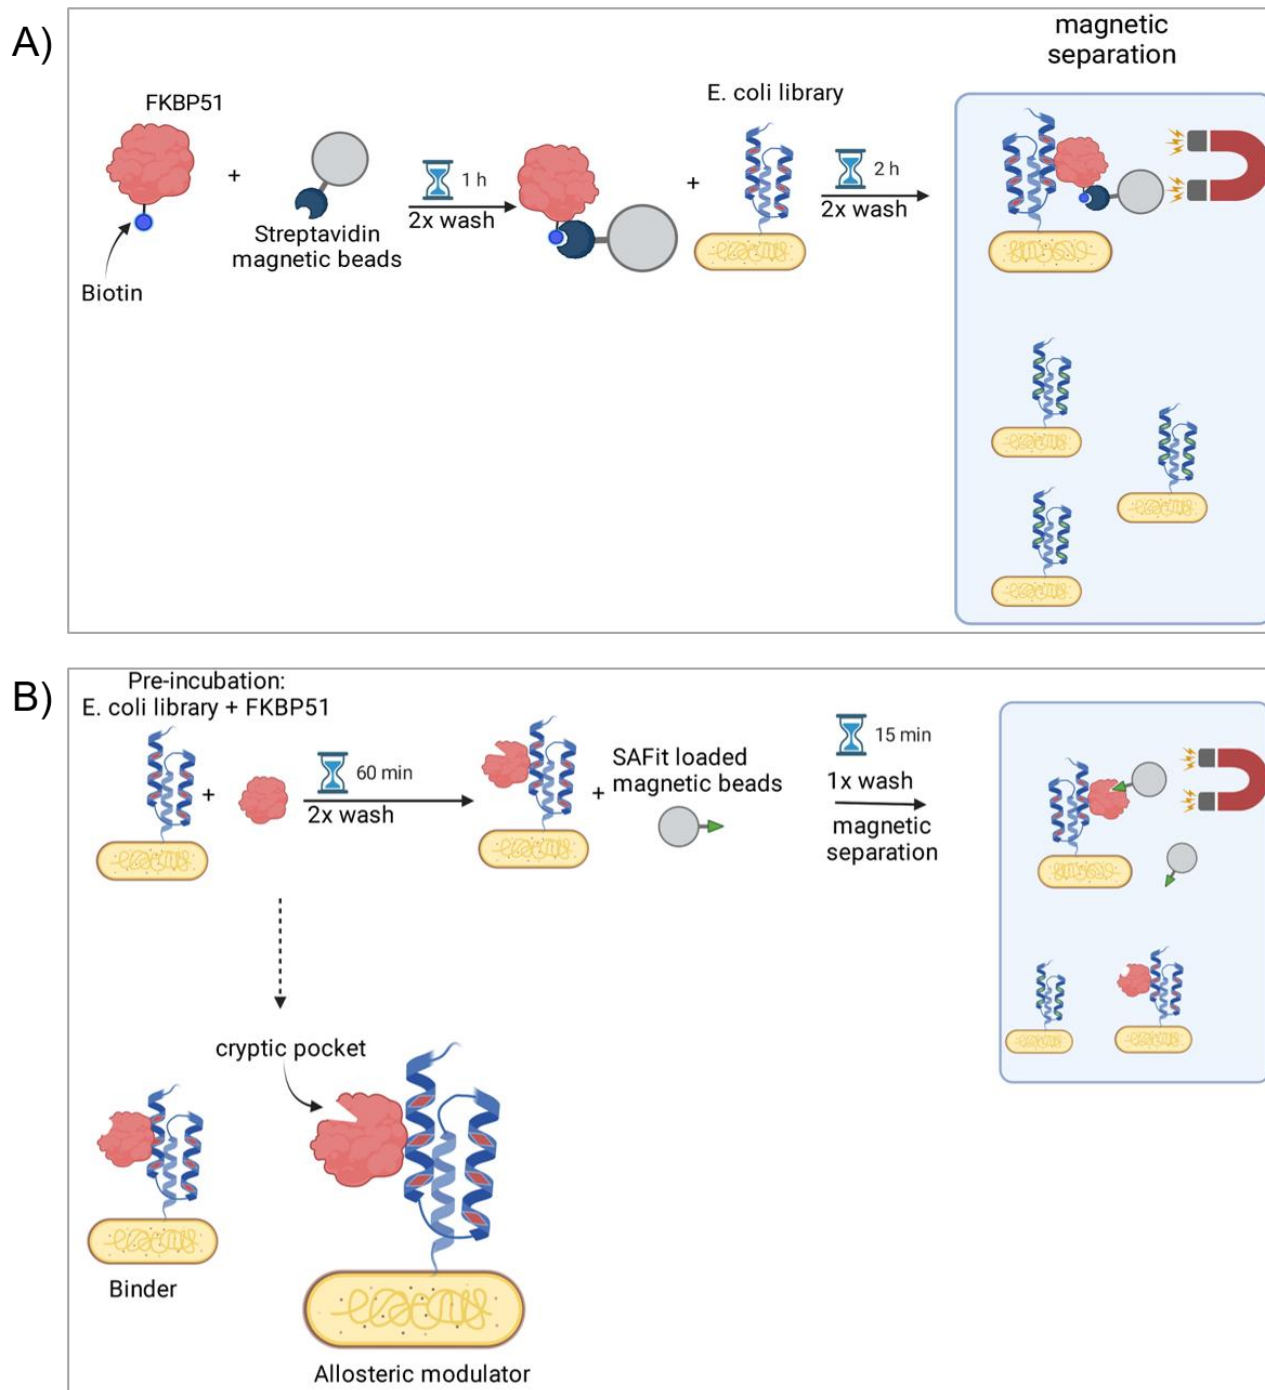 A)
magnetic
separation
FKBP51
E. coli library
+
1 h
2x wash
+
2 h
2x wash
Streptavidin
magnetic beads
Biotin
B)
Pre-incubation:
E. coli library + FKBP51
+
60 min
2x wash
+
SAFit loaded
magnetic beads
15 min
1x wash
magnetic
separation
cryptic pocket
Binder
Allosteric modulator